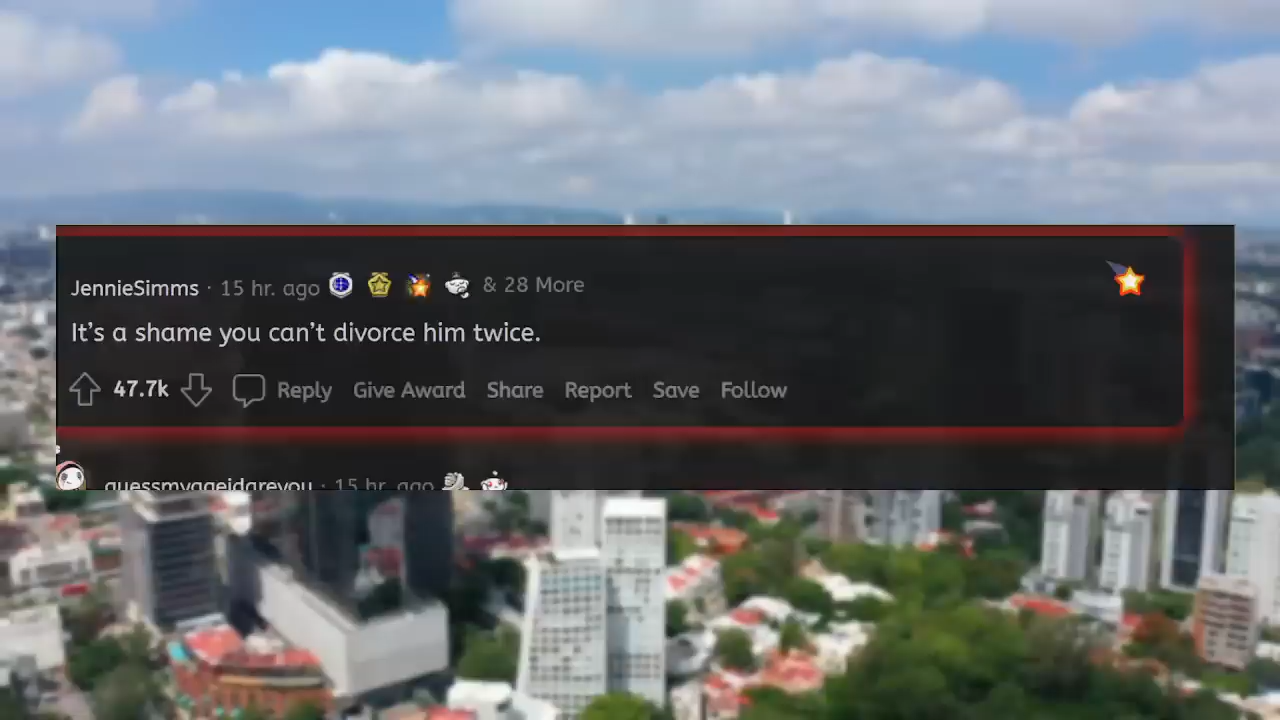 JennieSimms · 15 hr. ago & 28 More
It's a shame you can't divorce him twice.
47.7k Reply Give Award Share Report Save Follow
guessmyageidareyou · 15 hr. ago